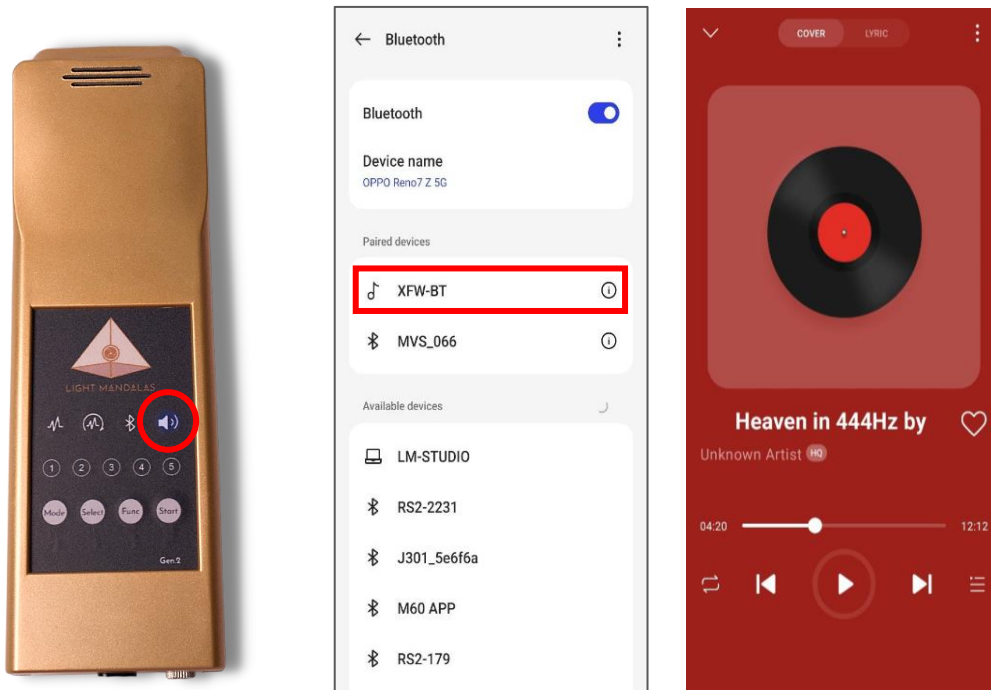 LIGHT MANDALAS
1 2 3 4 5
Mode Select Func Start
Gen.2
Bluetooth
Bluetooth
Device name
OPPO Reno7 Z 5G
Paired devices
XFW-BT
MVS_066
Available devices
LM-STUDIO
RS2-2231
J301_5e6f6a
M60 APP
RS2-179
COVER LYRIC
Heaven in 444Hz by
Unknown Artist HQ
04:20 12:12